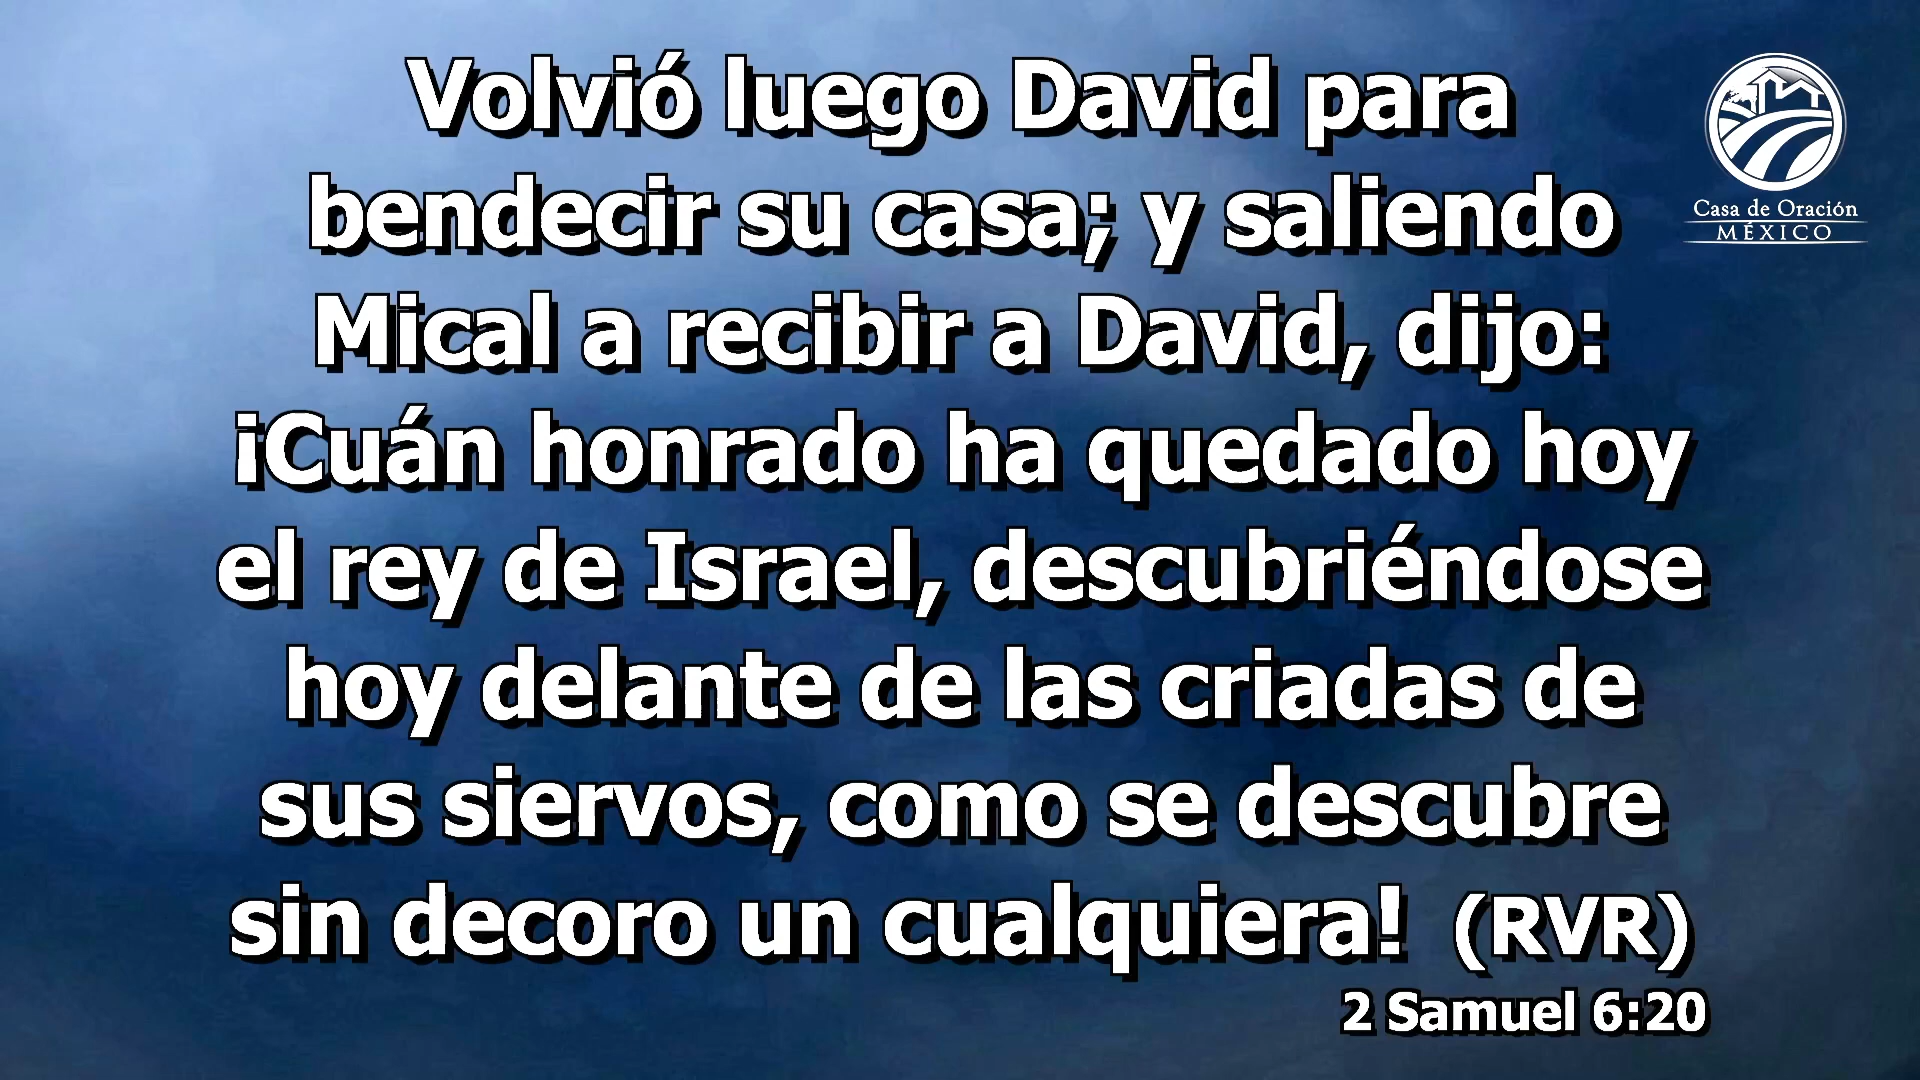 Volvió luego David para
bendecir su casa; y saliendo
Mical a recibir a David, dijo:
¡Cuán honrado ha quedado hoy
el rey de Israel, descubriéndose
hoy delante de las criadas de
sus siervos, como se descubre
sin decoro un cualquiera! (RVR)
2 Samuel 6:20
Casa de Oración
MÉXICO